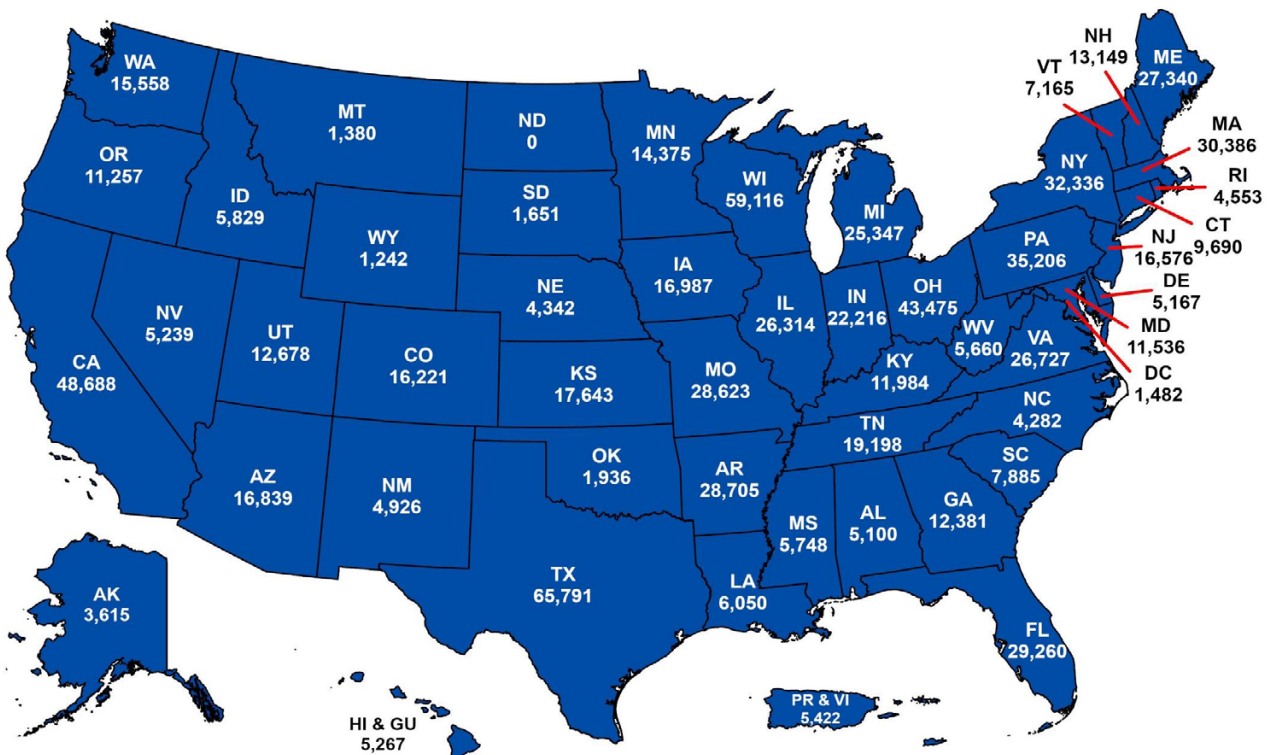 WA
15,558
OR
11,257
CA
48,688
NV
5,239
ID
5,829
MT
1,380
WY
1,242
UT
12,678
CO
16,221
AZ
16,839
NM
4,926
ND
0
SD
1,651
NE
4,342
KS
17,643
OK
1,936
TX
65,791
MN
14,375
IA
16,987
MO
28,623
AR
28,705
LA
6,050
WI
59,116
IL
26,314
MI
25,347
IN
22,216
OH
43,475
KY
11,984
TN
19,198
MS
5,748
AL
5,100
GA
12,381
FL
29,260
SC
7,885
NC
4,282
VA
26,727
WV
5,660
PA
35,206
NY
32,336
VT
7,165
NH
13,149
ME
27,340
MA
30,386
RI
4,553
CT
9,690
NJ
16,576
DE
5,167
MD
11,536
DC
1,482
AK
3,615
HI & GU
5,267
PR & VI
5,422